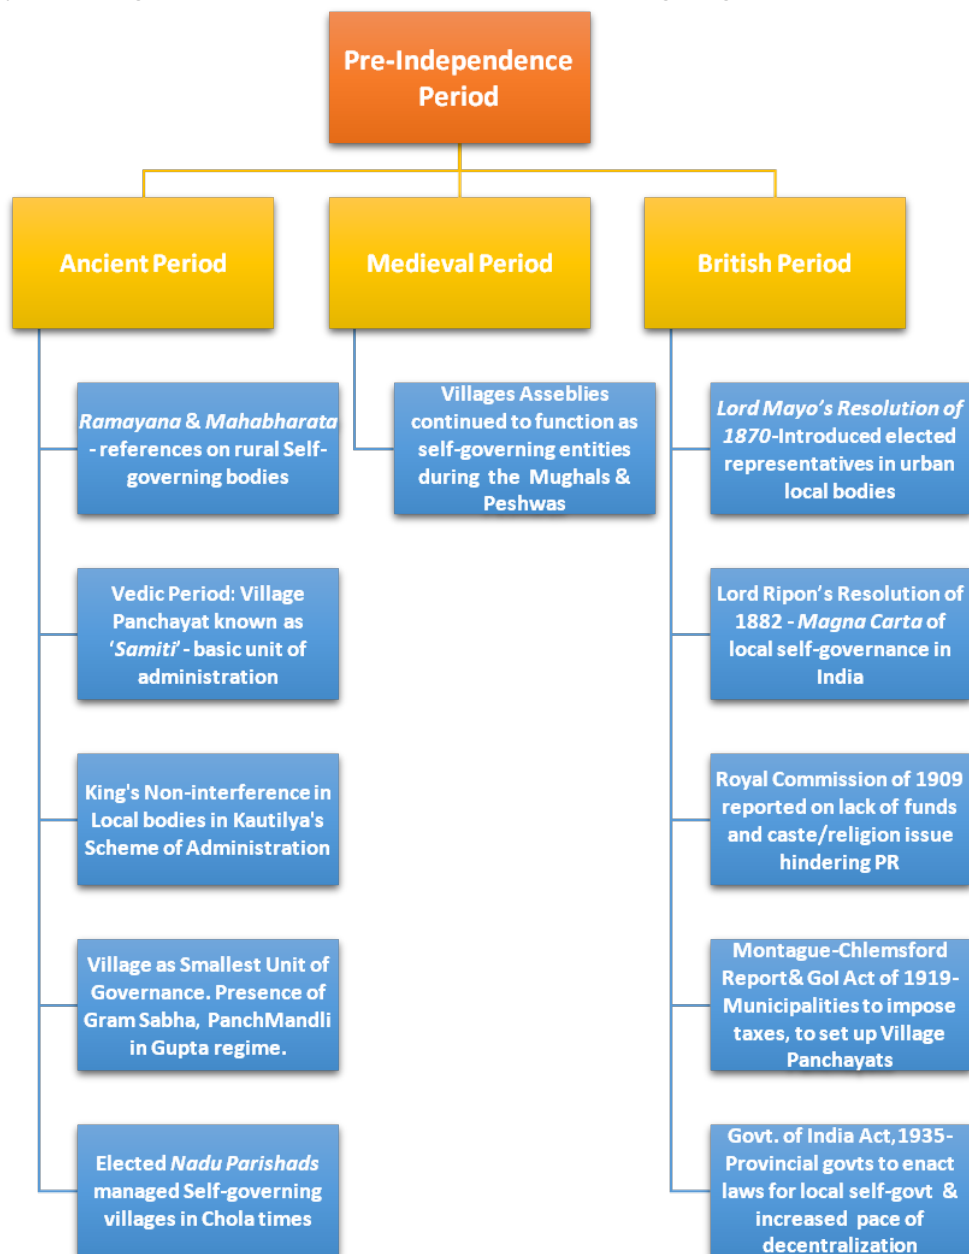 Pre-Independence
Period
Ancient Period
Medieval Period
British Period
Ramayana & Mahabharata
- references on rural Self-
governing bodies
Vedic Period: Village
Panchayat known as
‘Samiti’ - basic unit of
administration
King's Non-interference in
Local bodies in Kautilya's
Scheme of Administration
Village as Smallest Unit of
Governance. Presence of
Gram Sabha, PanchMandli
in Gupta regime.
Elected Nadu Parishads
managed Self-governing
villages in Chola times
Villages Asseblies
continued to function as
self-governing entities
during the Mughals &
Peshwas
Lord Mayo’s Resolution of
1870-Introduced elected
representatives in urban
local bodies
Lord Ripon’s Resolution of
1882 - Magna Carta of
local self-governance in
India
Royal Commission of 1909
reported on lack of funds
and caste/religion issue
hindering PR
Montague-Chlemsford
Report& GoI Act of 1919-
Municipalities to impose
taxes, to set up Village
Panchayats
Govt. of India Act,1935-
Provincial govts to enact
laws for local self-govt &
increased pace of
decentralization